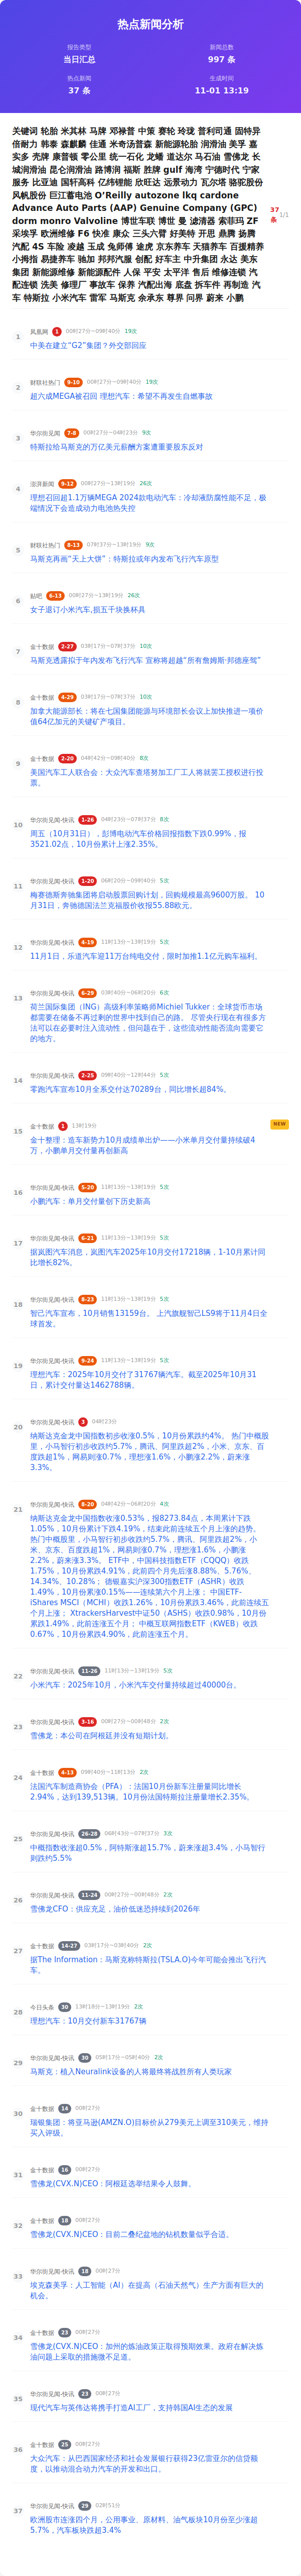 热点新闻分析
报告类型
当日汇总
新闻总数
997 条
热点新闻
37 条
生成时间
11-01 13:19
关键词 轮胎 米其林 马牌 邓禄普 中策 赛轮 玲珑 普利司通 固特异
倍耐力 韩泰 森麒麟 佳通 米奇汤普森 新能源轮胎 润滑油 美孚 嘉
实多 壳牌 康普顿 零公里 统一石化 龙蟠 道达尔 马石油 雪佛龙 长
城润滑油 昆仑润滑油 路博润 福斯 胜牌 gulf 海湾 宁德时代 宁家
服务 比亚迪 国轩高科 亿纬锂能 欣旺达 远景动力 瓦尔塔 骆驼股份
风帆股份 巨江蓄电池 O’Reilly autozone lkq cardone
Advance Auto Parts (AAP) Genuine Company (GPC)
dorm monro Valvoline 博世车联 博世 曼 滤清器 索菲玛 ZF
采埃孚 欧洲维修 F6 快准 康众 三头六臂 好美特 开思 鼎腾 扬腾
汽配 4S 车险 凌越 玉成 兔师傅 途虎 京东养车 天猫养车 百援精养
小拇指 易捷养车 驰加 邦邦汽服 创配 好车主 中升集团 永达 美东
集团 新能源维修 新能源配件 人保 平安 太平洋 售后 维修连锁 汽
配连锁 洗美 修理厂 事故车 保养 汽配出海 底盘 拆车件 再制造 汽
车 特斯拉 小米汽车 雷军 马斯克 余承东 尊界 问界 蔚来 小鹏
37
条
1/1
1
凤凰网 1 00时27分~09时40分 19次
中美在建立“G2”集团？外交部回应
2
财联社热门 9-10 00时27分~09时40分 19次
超六成MEGA被召回 理想汽车：希望不再发生自燃事故
3
华尔街见闻 7-8 00时27分~04时23分 9次
特斯拉给马斯克的万亿美元薪酬方案遭重要股东反对
4
澎湃新闻 9-12 00时27分~13时19分 26次
理想召回超1.1万辆MEGA 2024款电动汽车：冷却液防腐性能不足，极
端情况下会造成动力电池热失控
5
财联社热门 8-13 07时37分~13时19分 9次
马斯克再画“天上大饼”：特斯拉或年内发布飞行汽车原型
6
贴吧 6-13 00时27分~13时19分 26次
女子退订小米汽车,损五千块换杯具
7
金十数据 2-27 03时17分~07时37分 10次
马斯克透露拟于年内发布飞行汽车 宣称将超越“所有詹姆斯·邦德座驾”
8
金十数据 4-29 03时17分~07时37分 10次
加拿大能源部长：将在七国集团能源与环境部长会议上加快推进一项价
值64亿加元的关键矿产项目。
9
金十数据 2-20 04时42分~09时40分 8次
美国汽车工人联合会：大众汽车查塔努加工厂工人将就罢工授权进行投
票。
10
华尔街见闻·快讯 1-26 04时23分~07时37分 8次
周五（10月31日），彭博电动汽车价格回报指数下跌0.99%，报
3521.02点，10月份累计上涨2.35%。
11
华尔街见闻·快讯 1-20 06时20分~09时40分 5次
梅赛德斯奔驰集团将启动股票回购计划，回购规模最高9600万股。 10
月31日，奔驰德国法兰克福股价收报55.88欧元。
12
华尔街见闻·快讯 4-19 11时13分~13时19分 5次
11月1日，乐道汽车迎11万台纯电交付，限时加推1.1亿元购车福利。
13
华尔街见闻·快讯 6-29 03时40分~06时20分 6次
荷兰国际集团（ING）高级利率策略师Michiel Tukker：全球货币市场
都需要在储备不再过剩的世界中找到自己的路。 尽管央行现在有很多方
法可以在必要时注入流动性，但问题在于，这些流动性能否流向需要它
的地方。
14
华尔街见闻·快讯 2-25 09时40分~12时44分 5次
零跑汽车宣布10月全系交付达70289台，同比增长超84%。
15
金十数据 1 13时19分
NEW
金十整理：造车新势力10月成绩单出炉——小米单月交付量持续破4
万，小鹏单月交付量再创新高
16
华尔街见闻·快讯 5-20 11时13分~13时19分 5次
小鹏汽车：单月交付量创下历史新高
17
华尔街见闻·快讯 6-21 11时13分~13时19分 5次
据岚图汽车消息，岚图汽车2025年10月交付17218辆，1-10月累计同
比增长82%。
18
华尔街见闻·快讯 8-23 11时13分~13时19分 5次
智己汽车宣布，10月销售13159台。 上汽旗舰智己LS9将于11月4日全
球首发。
19
华尔街见闻·快讯 9-24 11时13分~13时19分 5次
理想汽车：2025年10月交付了31767辆汽车。截至2025年10月31
日，累计交付量达1462788辆。
20
华尔街见闻·快讯 3 04时23分
纳斯达克金龙中国指数初步收涨0.5%，10月份累跌约4%。 热门中概股
里，小马智行初步收跌约5.7%，腾讯、阿里跌超2%，小米、京东、百
度跌超1%，网易则收涨0.7%，理想涨1.6%，小鹏涨2.2%，蔚来涨
3.3%。
21
华尔街见闻·快讯 8-20 04时42分~06时20分 4次
纳斯达克金龙中国指数收涨0.53%，报8273.84点，本周累计下跌
1.05%，10月份累计下跌4.19%，结束此前连续五个月上涨的趋势。
热门中概股里，小马智行初步收跌约5.7%，腾讯、阿里跌超2%，小
米、京东、百度跌超1%，网易则收涨0.7%，理想涨1.6%，小鹏涨
2.2%，蔚来涨3.3%。 ETF中，中国科技指数ETF（CQQQ）收跌
1.75%，10月份累跌4.91%，此前四个月先后涨8.88%、5.76%、
14.34%、10.28%； 德银嘉实沪深300指数ETF（ASHR）收跌
1.49%，10月份累涨0.15%——连续第六个月上涨； 中国ETF-
iShares MSCI（MCHI）收跌1.26%，10月份累跌3.46%，此前连续五
个月上涨； XtrackersHarvest中证50（ASHS）收跌0.98%，10月份
累跌1.49%，此前连涨五个月； 中概互联网指数ETF（KWEB）收跌
0.67%，10月份累跌4.90%，此前连涨五个月。
22
华尔街见闻·快讯 11-26 11时13分~13时19分 5次
小米汽车：2025年10月，小米汽车交付量持续超过40000台。
23
华尔街见闻·快讯 3-16 00时27分~00时48分 2次
雪佛龙：本公司在阿根廷并没有短期计划。
24
金十数据 4-13 09时40分~11时13分 2次
法国汽车制造商协会（PFA）：法国10月份新车注册量同比增长
2.94%，达到139,513辆。10月份法国特斯拉注册量增长2.35%。
25
华尔街见闻·快讯 26-28 06时43分~07时37分 3次
中概指数收涨超0.5%，阿特斯涨超15.7%，蔚来涨超3.4%，小马智行
则跌约5.5%
26
华尔街见闻·快讯 11-24 00时27分~00时48分 2次
雪佛龙CFO：供应充足，油价低迷恐持续到2026年
27
金十数据 14-27 03时17分~03时40分 2次
据The Information：马斯克称特斯拉(TSLA.O)今年可能会推出飞行汽
车。
28
今日头条 30 13时18分~13时19分 2次
理想汽车：10月交付新车31767辆
29
华尔街见闻·快讯 30 05时17分~05时40分 2次
马斯克：植入Neuralink设备的人将最终将战胜所有人类玩家
30
金十数据 14 00时27分
瑞银集团：将亚马逊(AMZN.O)目标价从279美元上调至310美元，维持
买入评级。
31
金十数据 16 00时27分
雪佛龙(CVX.N)CEO：阿根廷选举结果令人鼓舞。
32
金十数据 18 00时27分
雪佛龙(CVX.N)CEO：目前二叠纪盆地的钻机数量似乎合适。
33
华尔街见闻·快讯 18 00时27分
埃克森美孚：人工智能（AI）在提高（石油天然气）生产方面有巨大的
机会。
34
金十数据 23 00时27分
雪佛龙(CVX.N)CEO：加州的炼油政策正取得预期效果。政府在解决炼
油问题上采取的措施微不足道。
35
华尔街见闻·快讯 23 00时27分
现代汽车与英伟达将携手打造AI工厂，支持韩国AI生态的发展
36
金十数据 25 00时27分
大众汽车：从巴西国家经济和社会发展银行获得23亿雷亚尔的信贷额
度，以推动混合动力汽车的开发和出口。
37
华尔街见闻·快讯 29 02时51分
欧洲股市连涨四个月，公用事业、原材料、油气板块10月份至少涨超
5.7%，汽车板块跌超3.4%